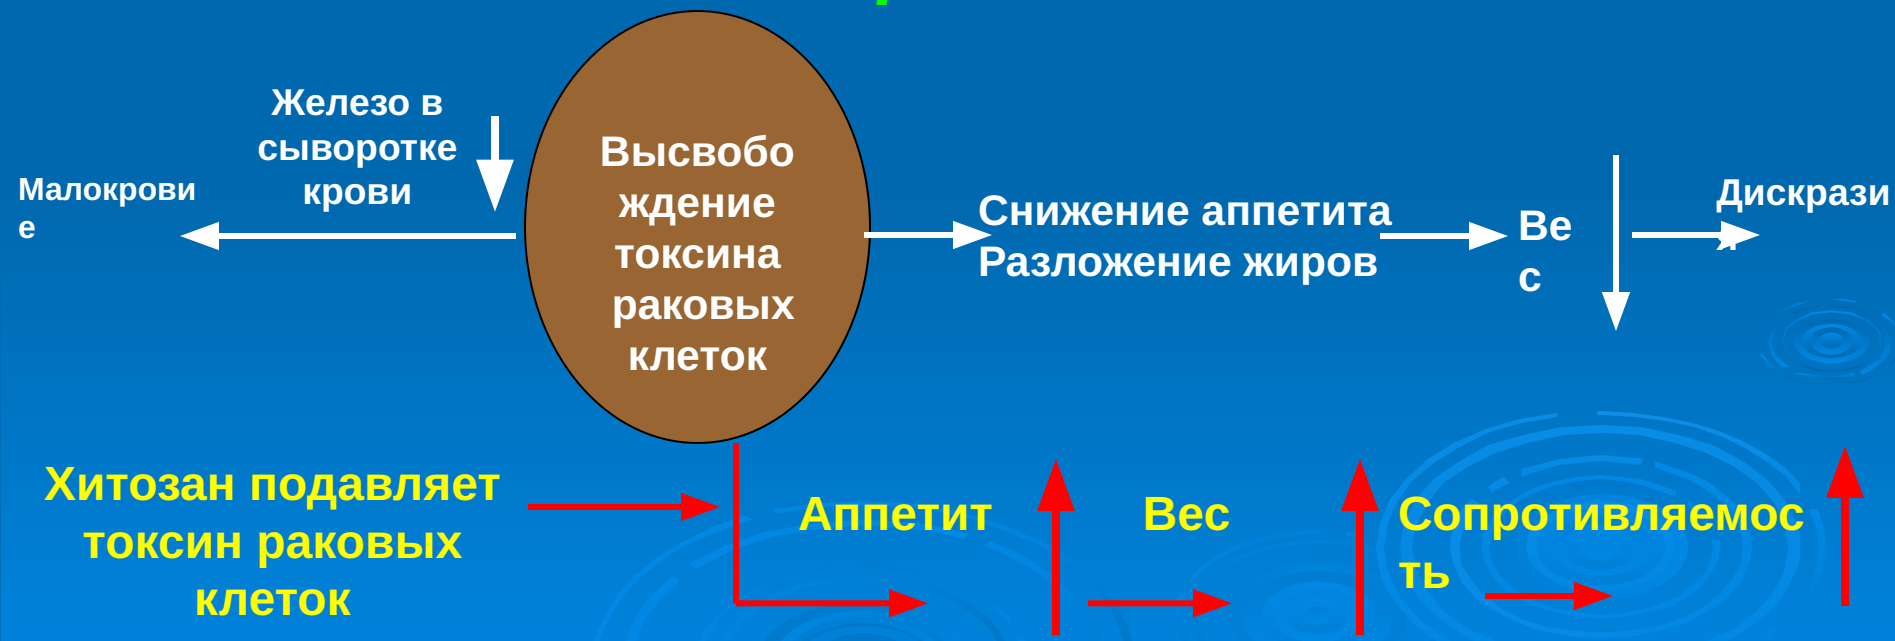 Железо в
сыворотке
крови
Малокрови
е
Высвобо
ждение
токсина
раковых
клеток
Снижение аппетита
Разложение жиров
Ве
с
Дискрази
я
Хитозан подавляет
токсин раковых
клеток
Аппетит
Вес
Сопротивляемос
ть